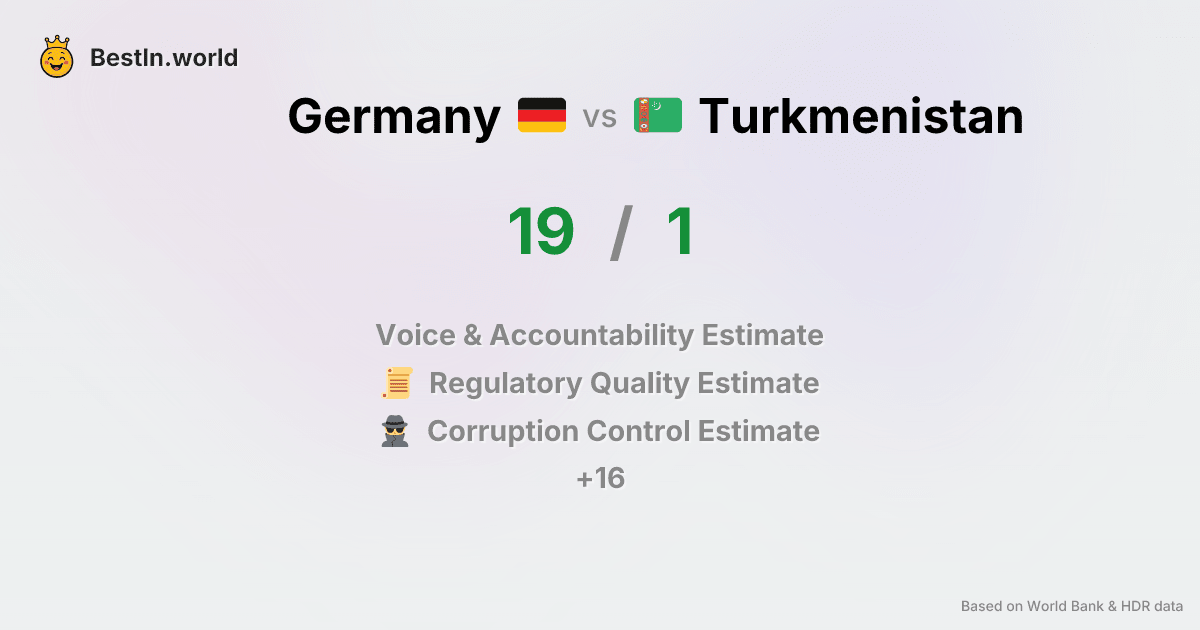 BestIn.world
Germany vs Turkmenistan
19 / 1
Voice & Accountability Estimate
Regulatory Quality Estimate
Corruption Control Estimate
+16
Based on World Bank & HDR data